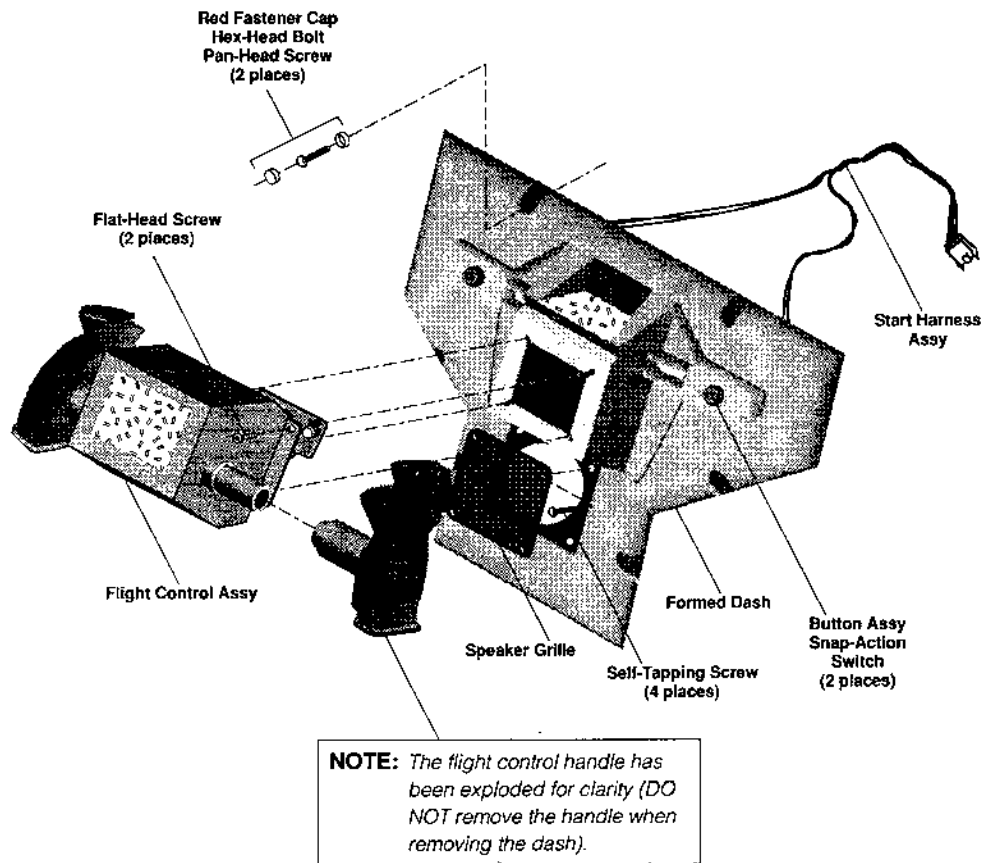 Red Fastener Cap
Hex-Head Bolt
Pan-Head Screw
(2 places)
Flat-Head Screw
(2 places)
Start Harness
Assy
Flight Control Assy
Formed Dash
Speaker Grille
Self-Tapping Screw
(4 places)
Button Assy
Snap-Action
Switch
(2 places)
NOTE: The flight control handle has
been exploded for clarity (DO
NOT remove the handle when
removing the dash).